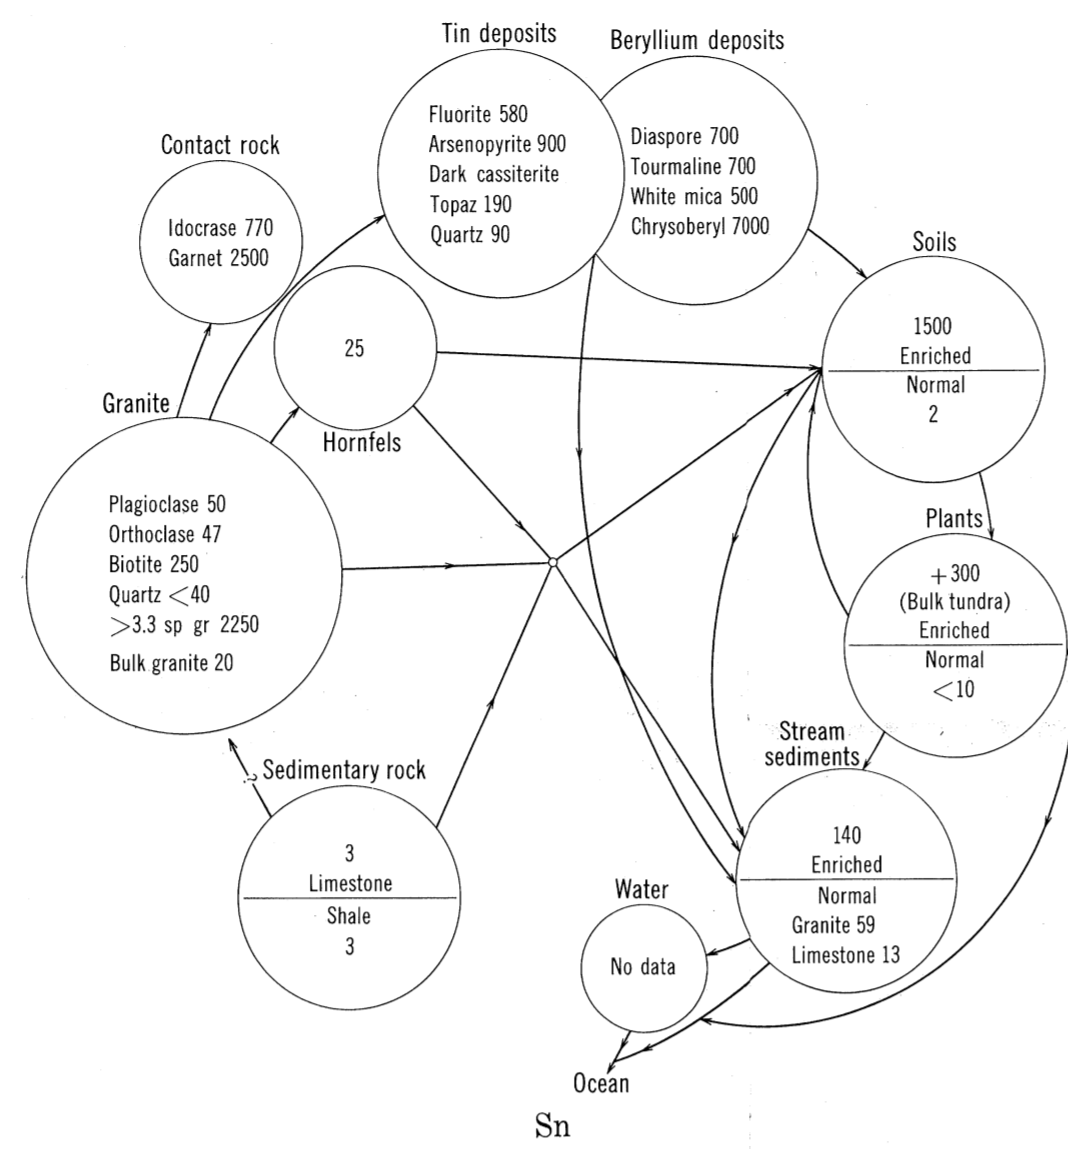 Tin deposits
Fluorite 580
Arsenopyrite 900
Dark cassiterite
Topaz 190
Quartz 90
Beryllium deposits
Diaspore 700
Tourmaline 700
White mica 500
Chrysoberyl 7000
Contact rock
Idocrase 770
Garnet 2500
Soils
1500
Enriched
Normal
2
25
Hornfels
Granite
Plagioclase 50
Orthoclase 47
Biotite 250
Quartz <40
>3.3 sp gr 2250
Bulk granite 20
Plants
+300
(Bulk tundra)
Enriched
Normal
<10
?
Sedimentary rock
3
Limestone
Shale
3
Stream
sediments
140
Enriched
Normal
Granite 59
Limestone 13
Water
No data
Ocean
Sn